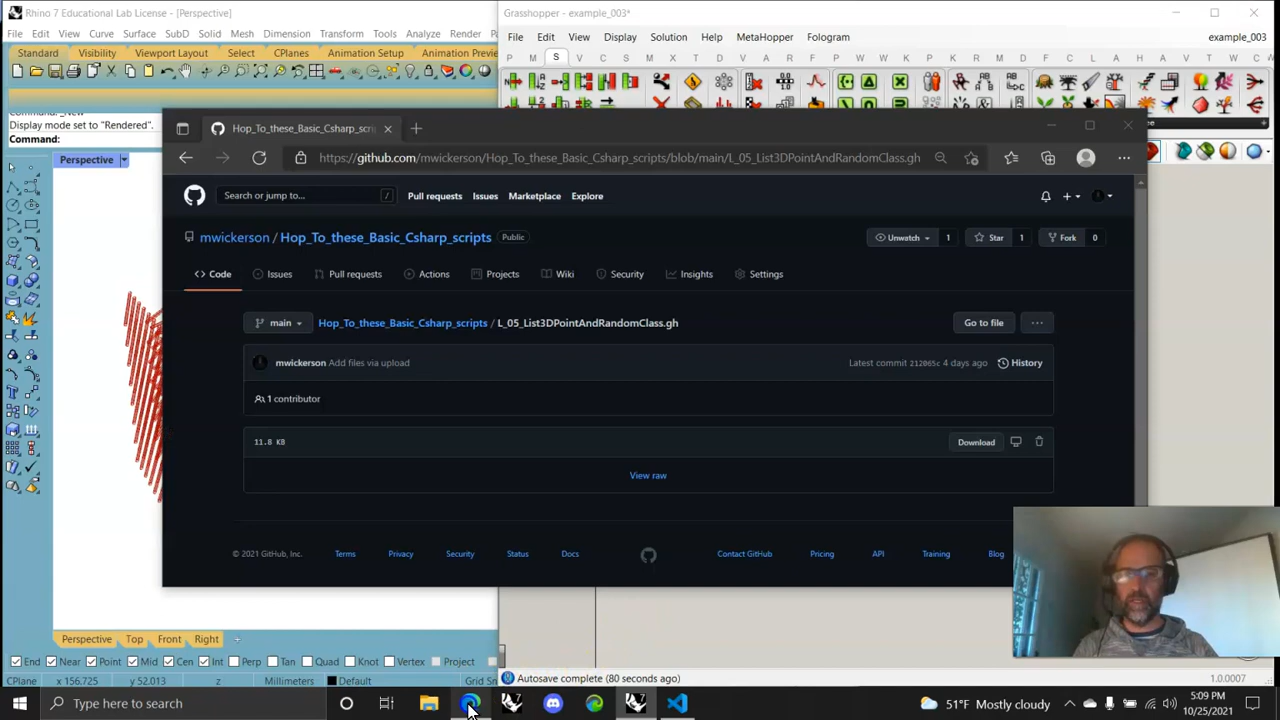 Rhino 7 Educational Lab License - [Perspective]
File Edit View Curve Surface SubD Solid Mesh Dimension Transform Tools Analyze Render
Standard Visibility Viewport Layout Select CPlanes Animation Setup Animation Prev
Display mode set to "Rendered".
Command:
Perspective
Grasshopper - example_003*
File Edit View Display Solution Help MetaHopper Fologram
example_003
P M S V C S M
Hop_To_these_Basic_Csharp_scri
https://github.com/mwickerson/Hop_To_these_Basic_Csharp_scripts/blob/main/L_05_List3DPointAndRandomClass.gh
Search or jump to... /
Pull requests Issues Marketplace Explore
mwickerson / Hop_To_these_Basic_Csharp_scripts Public
Unwatch 1 Star 1 Fork 0
Code Issues Pull requests Actions Projects Wiki Security Insights Settings
main Hop_To_these_Basic_Csharp_scripts / L_05_List3DPointAndRandomClass.gh Go to file ...
mwickerson Add files via upload Latest commit 212065c 4 days ago History
1 contributor
11.8 KB Download
View raw
© 2021 GitHub, Inc. Terms Privacy Security Status Docs Contact GitHub Pricing API Training Blog
Perspective Top Front Right
End Near Point Mid Cen Int Perp Tan Quad Knot Vertex Project
CPlane x 156.725 y 52.013 z Millimeters Default Grid Sn
Autosave complete (80 seconds ago)
1.0.0007
Type here to search
51°F Mostly cloudy
5:09 PM
10/25/2021